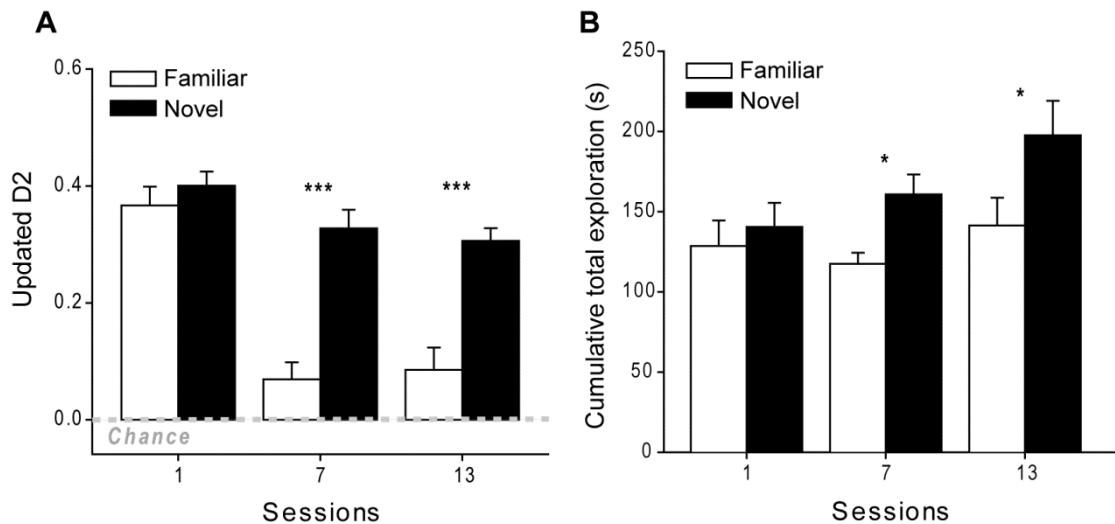 A
Updated D2
0.6
0.4
0.2
0.0
Familiar
Novel
***
***
Chance
1
7
13
Sessions
B
Cumulative total exploration (s)
250
200
150
100
50
0
Familiar
Novel
*
*
1
7
13
Sessions